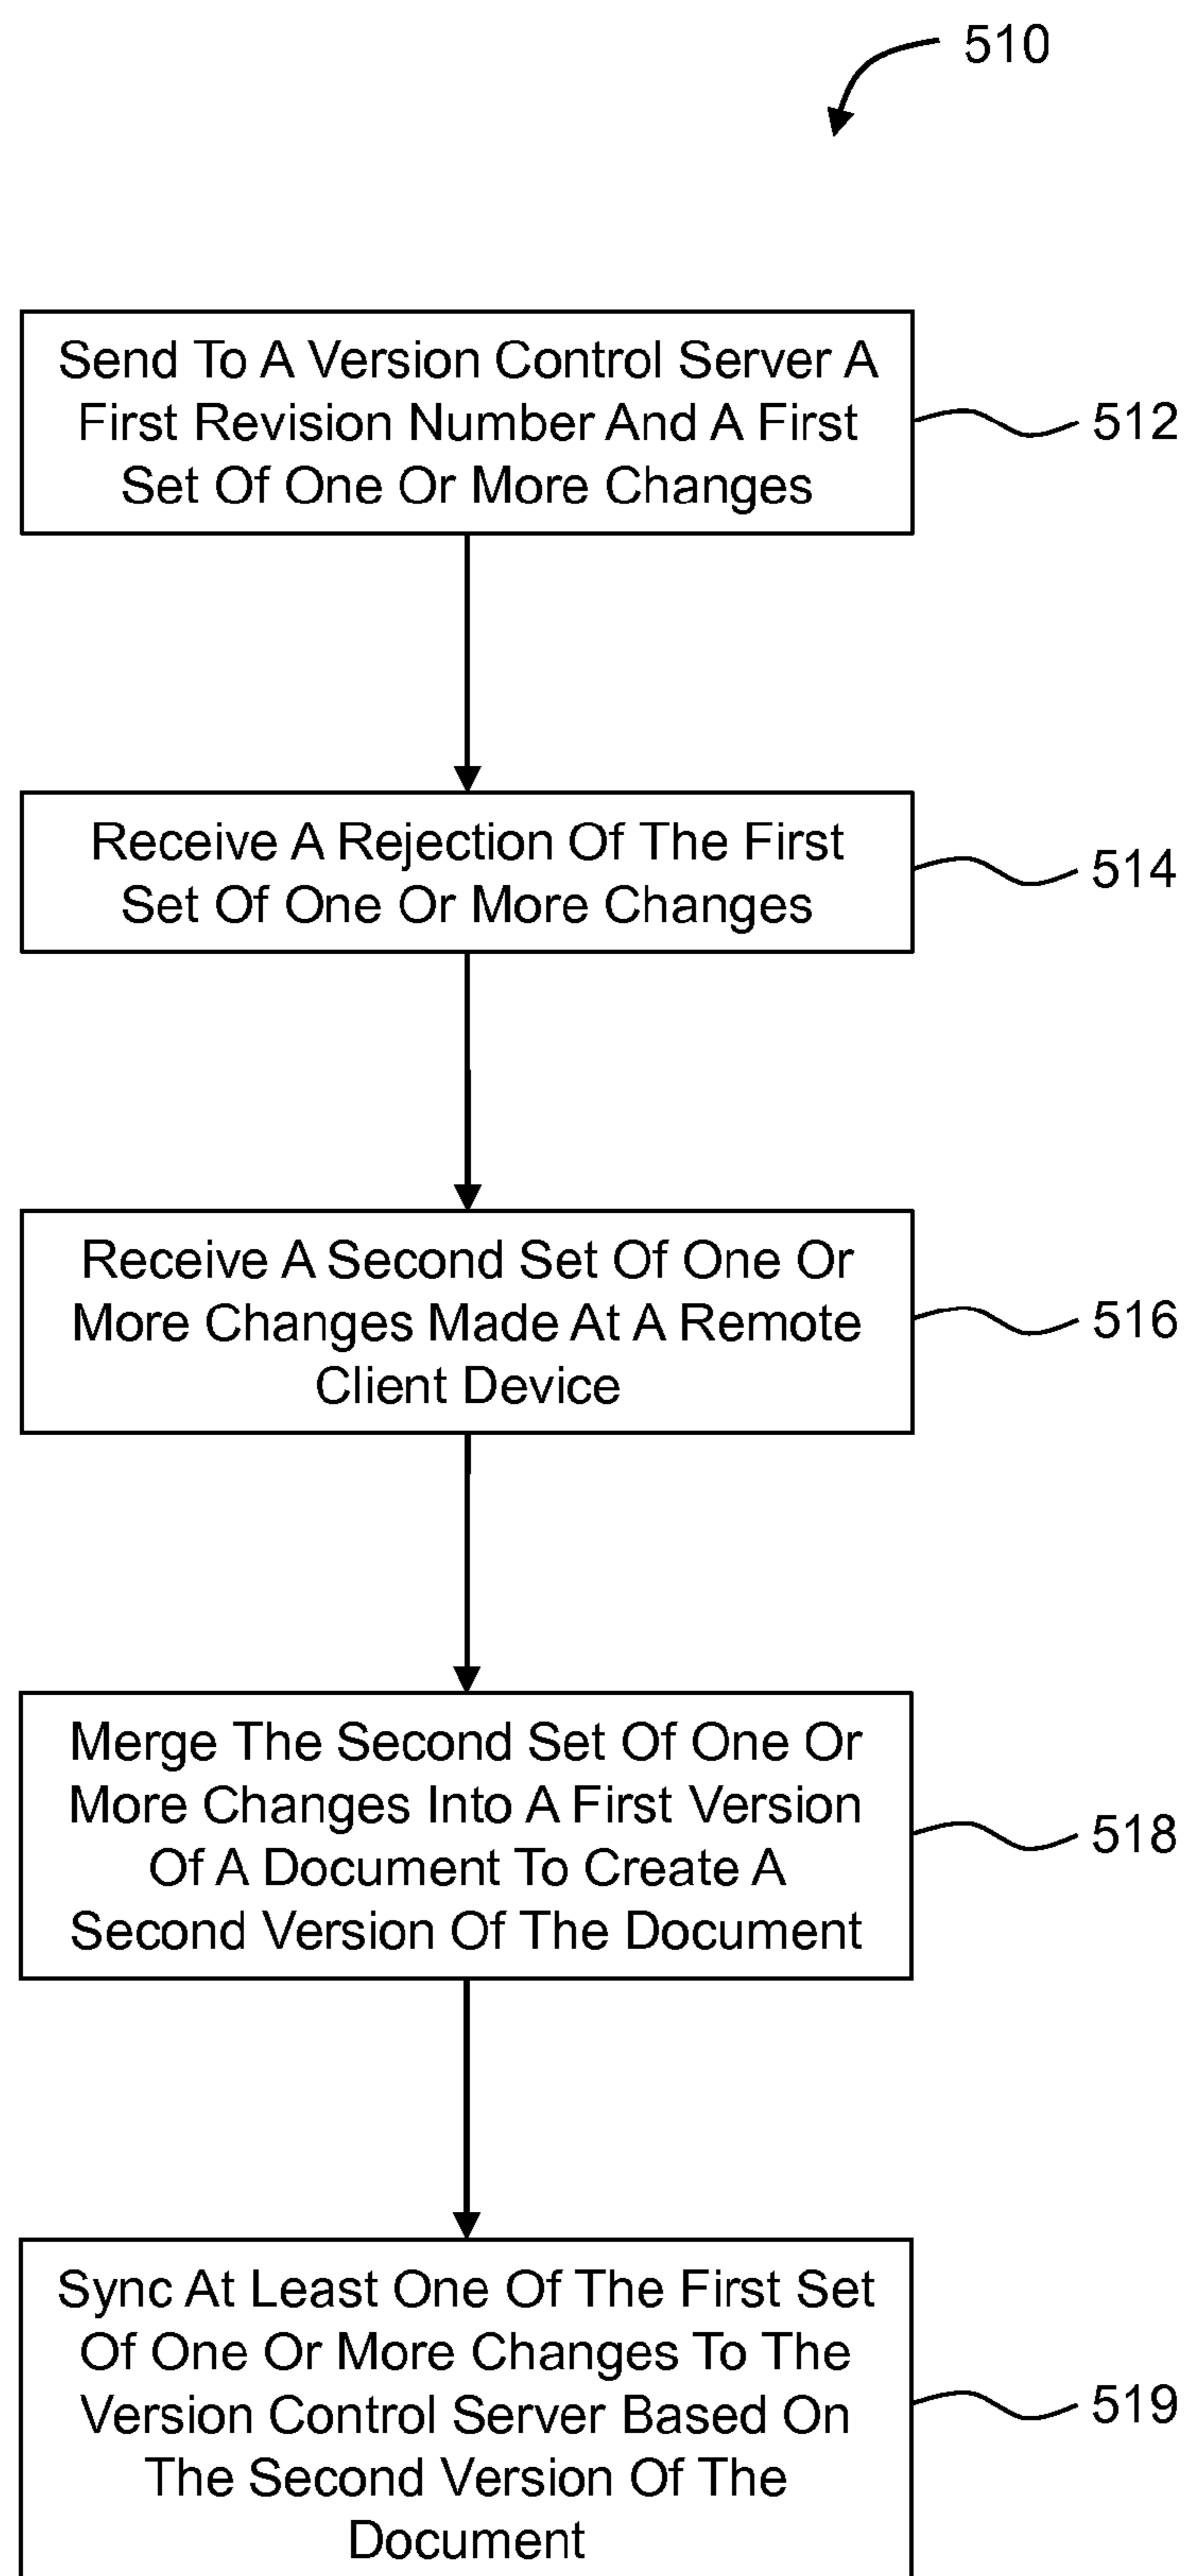 510
Send To A Version Control Server A
First Revision Number And A First
Set Of One Or More Changes
512
Receive A Rejection Of The First
Set Of One Or More Changes
514
Receive A Second Set Of One Or
More Changes Made At A Remote
Client Device
516
Merge The Second Set Of One Or
More Changes Into A First Version
Of A Document To Create A
Second Version Of The Document
518
Sync At Least One Of The First Set
Of One Or More Changes To The
Version Control Server Based On
The Second Version Of The
Document
519